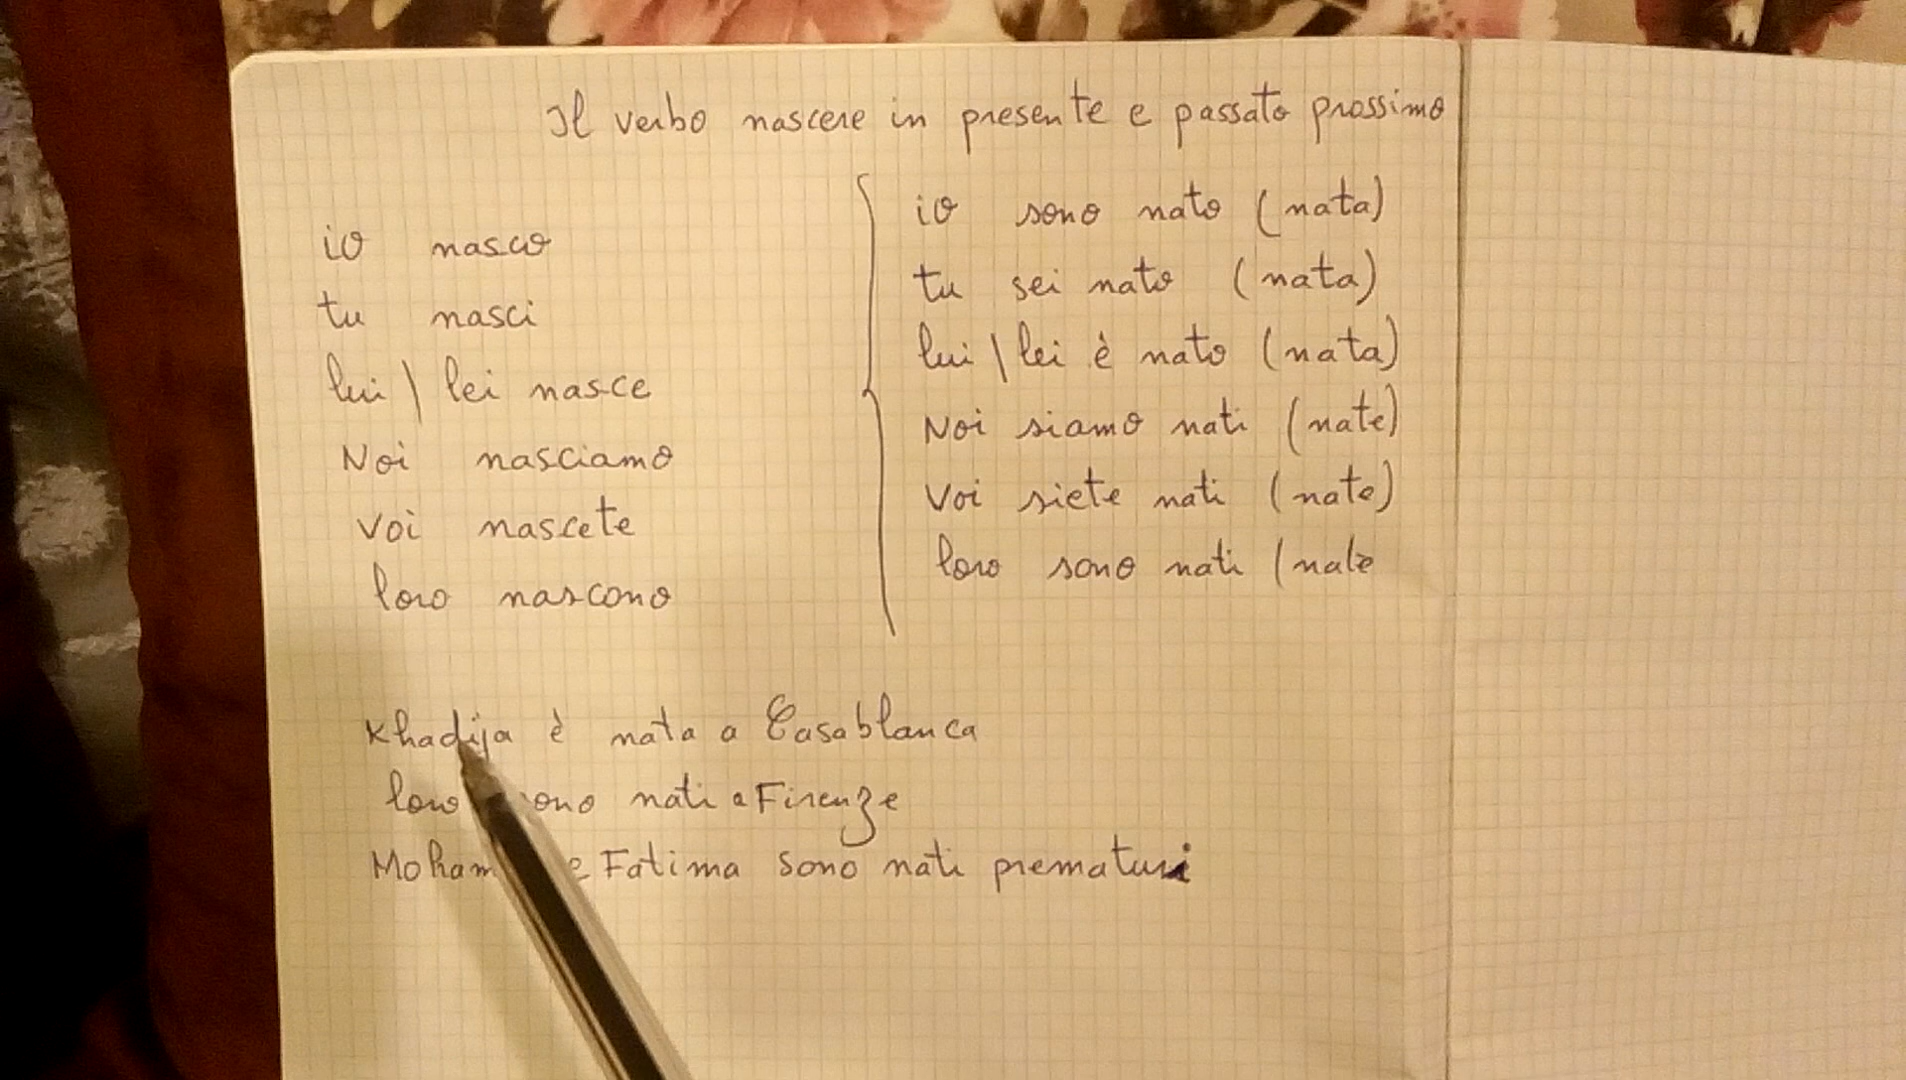 Il verbo nascere in presente e passato prossimo
io nasco
tu nasci
lui \ lei nasce
Noi nasciamo
Voi nascete
loro nascono
io sono nato (nata)
tu sei nato (nata)
lui \ lei è nato (nata)
Noi siamo nati (nate)
Voi siete nati (nate)
loro sono nati (nate
Khadija è nata a Casablanca
loro nati a Firenze
e Fatima sono nati prematuri